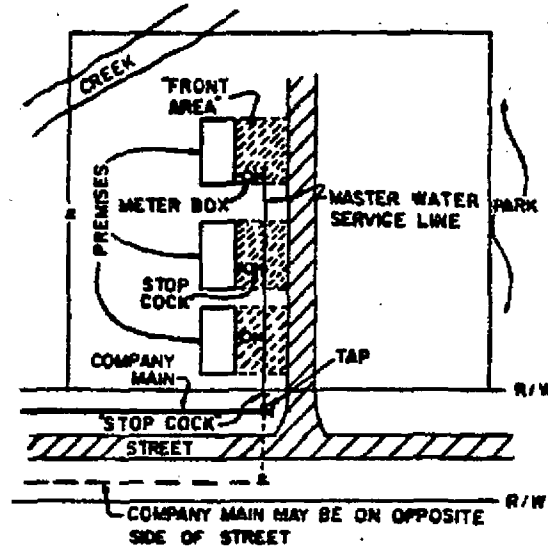 CREEK
"FRONT
AREA"
PREMISES
METER BOX
MASTER WATER
SERVICE LINE
PARK
STOP
COCK
COMPANY
MAIN
TAP
R/W
"STOP COCK"
STREET
R/W
COMPANY MAIN MAY BE ON OPPOSITE
SIDE OF STREET